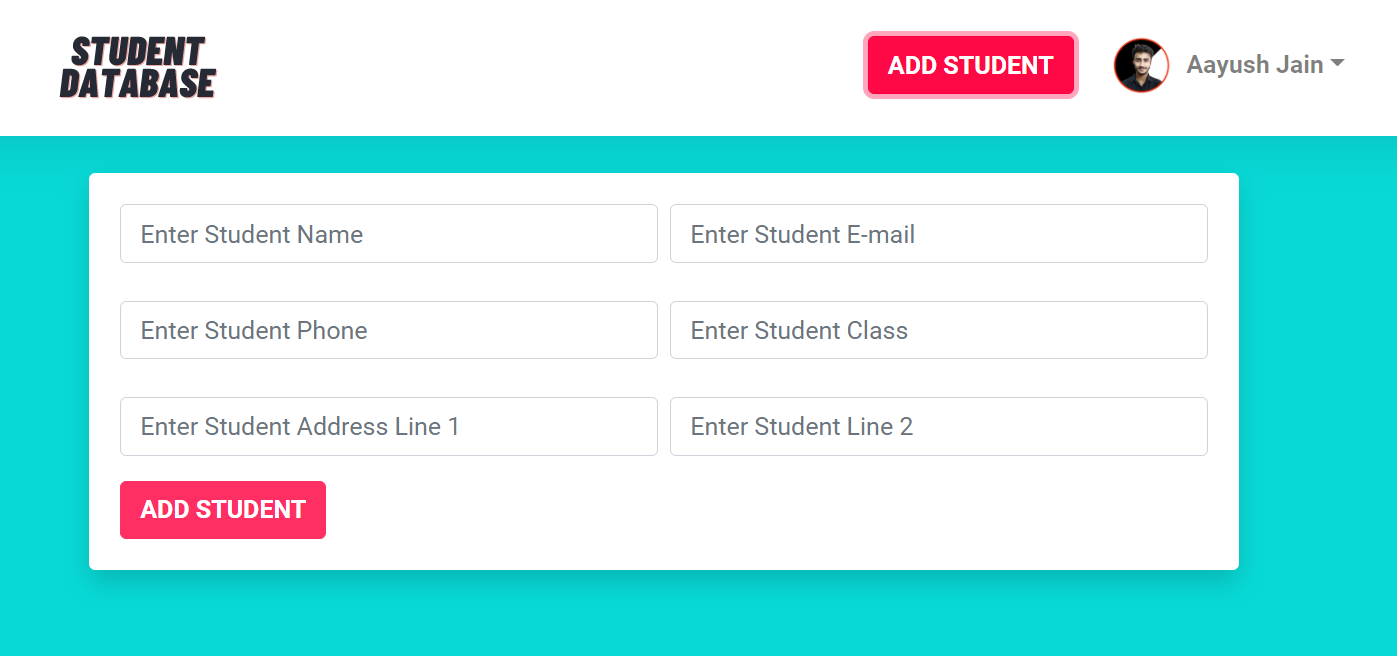 STUDENT
DATABASE
ADD STUDENT
Aayush Jain
Enter Student Name
Enter Student E-mail
Enter Student Phone
Enter Student Class
Enter Student Address Line 1
Enter Student Line 2
ADD STUDENT